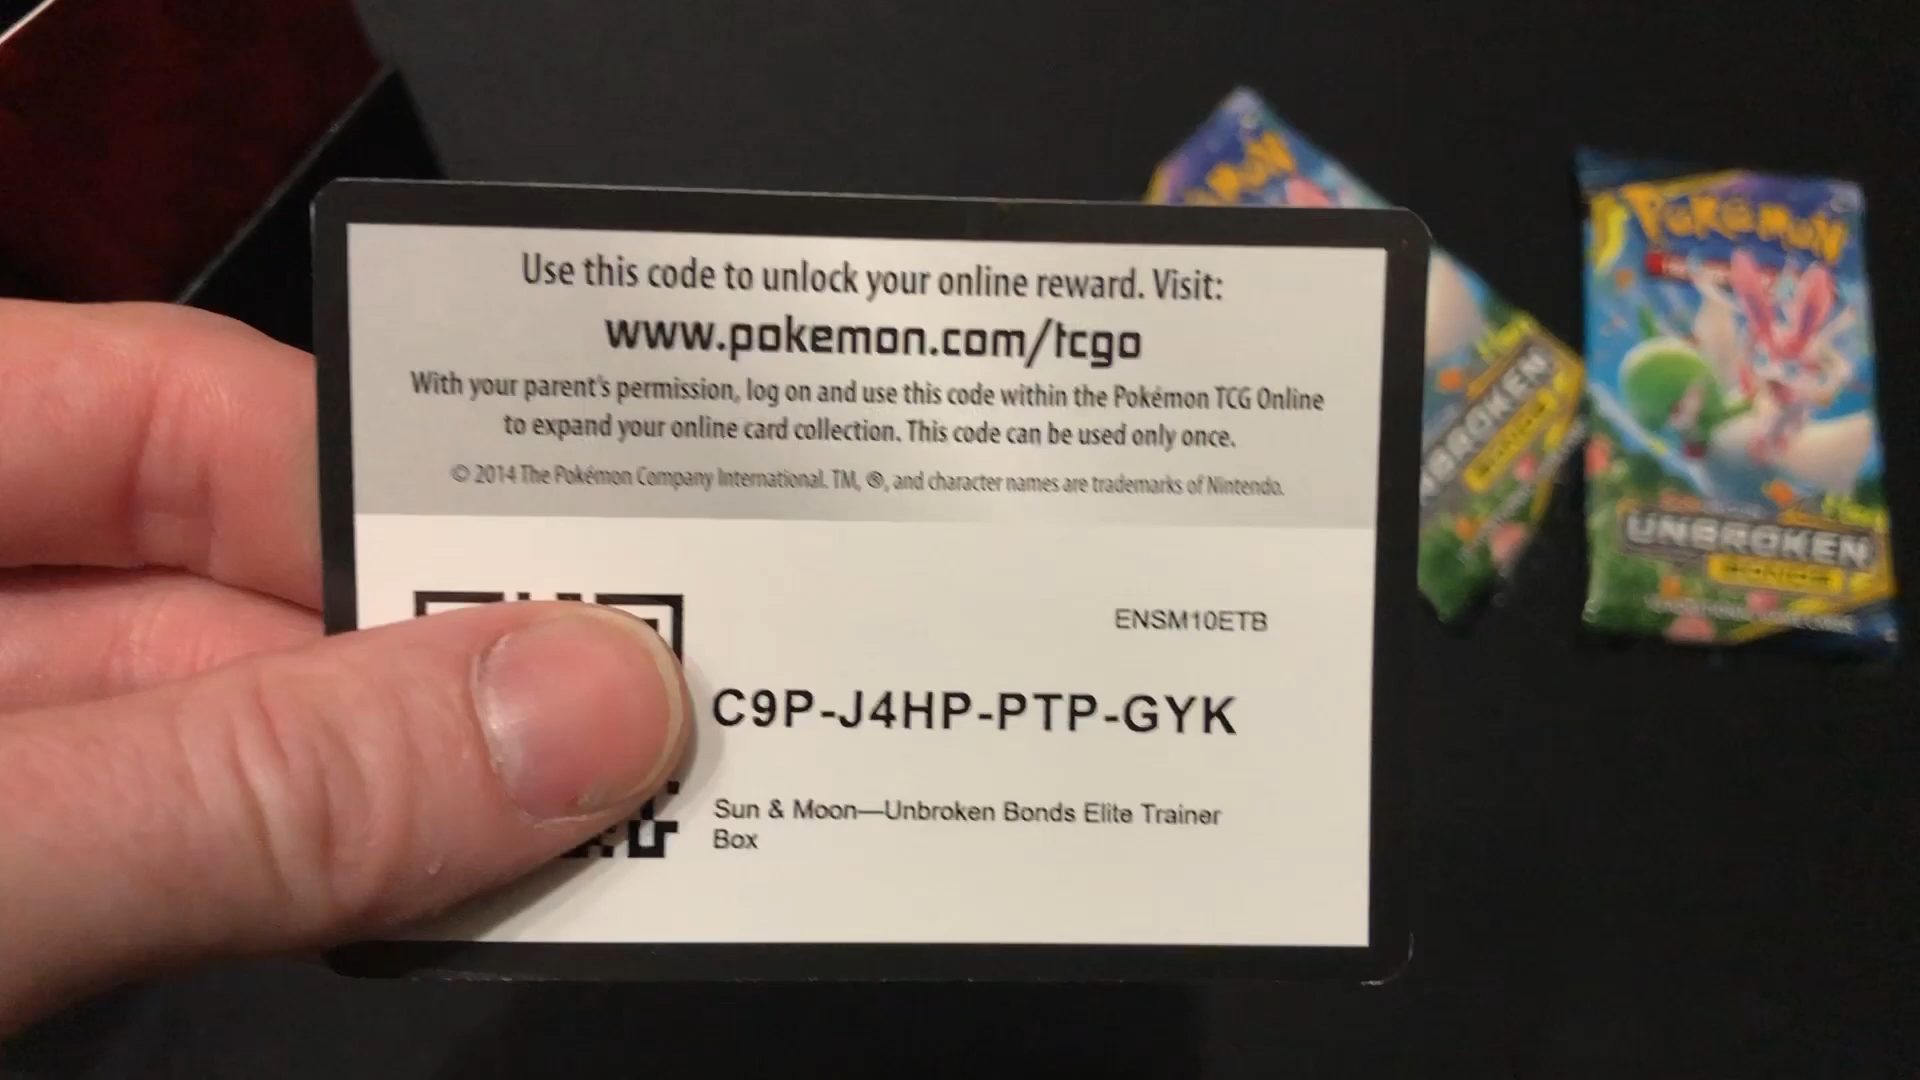 Use this code to unlock your online reward. Visit:
www.pokemon.com/tcgo
With your parent's permission, log on and use this code within the Pokémon TCG Online
to expand your online card collection. This code can be used only once.
© 2014 The Pokémon Company International. TM, ®, and character names are trademarks of Nintendo.
ENSM10ETB
C9P-J4HP-PTP-GYK
Sun & Moon—Unbroken Bonds Elite Trainer
Box
POKéMON
UNBROKEN
BONDS
UNBROKEN
BONDS